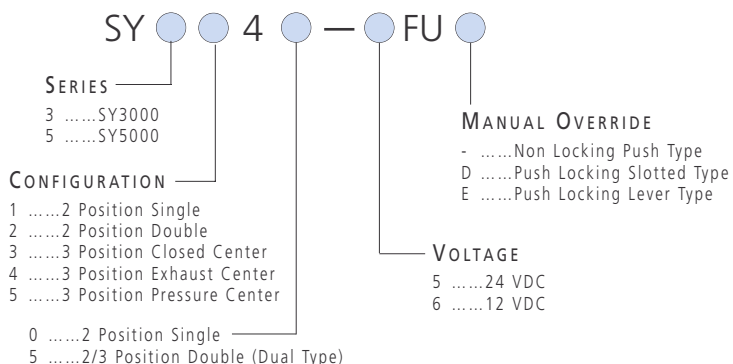 SY 4 — FU
SERIES
3 ......SY3000
5 ......SY5000
CONFIGURATION
1 ......2 Position Single
2 ......2 Position Double
3 ......3 Position Closed Center
4 ......3 Position Exhaust Center
5 ......3 Position Pressure Center
0 ......2 Position Single
5 ......2/3 Position Double (Dual Type)
MANUAL OVERRIDE
- ......Non Locking Push Type
D ......Push Locking Slotted Type
E ......Push Locking Lever Type
VOLTAGE
5 ......24 VDC
6 ......12 VDC